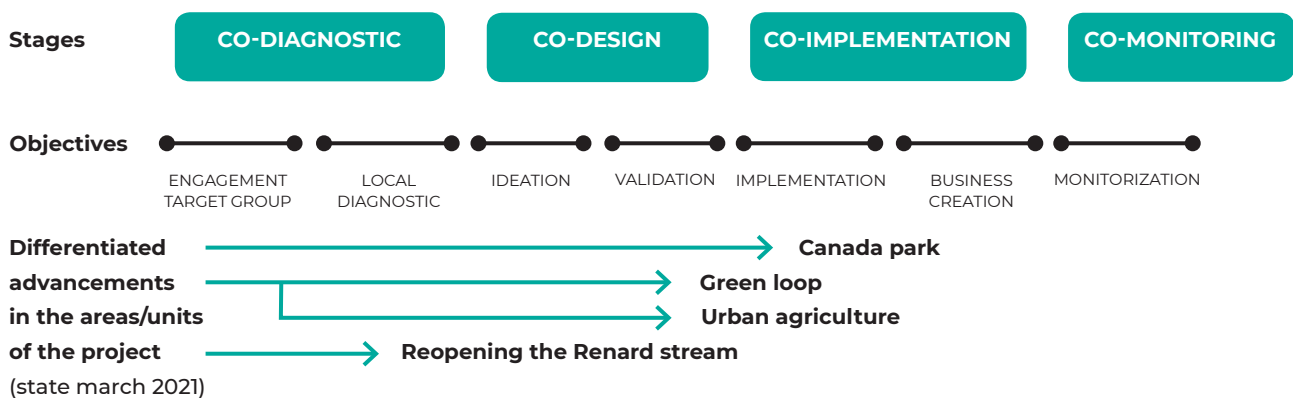 Stages
CO-DIAGNOSTIC
CO-DESIGN
CO-IMPLEMENTATION
CO-MONITORING
Objectives
ENGAGEMENT
TARGET GROUP
LOCAL
DIAGNOSTIC
IDEATION
VALIDATION
IMPLEMENTATION
BUSINESS
CREATION
MONITORIZATION
Differentiated
advancements
in the areas/units
of the project
(state march 2021)
Canada park
Green loop
Urban agriculture
Reopening the Renard stream